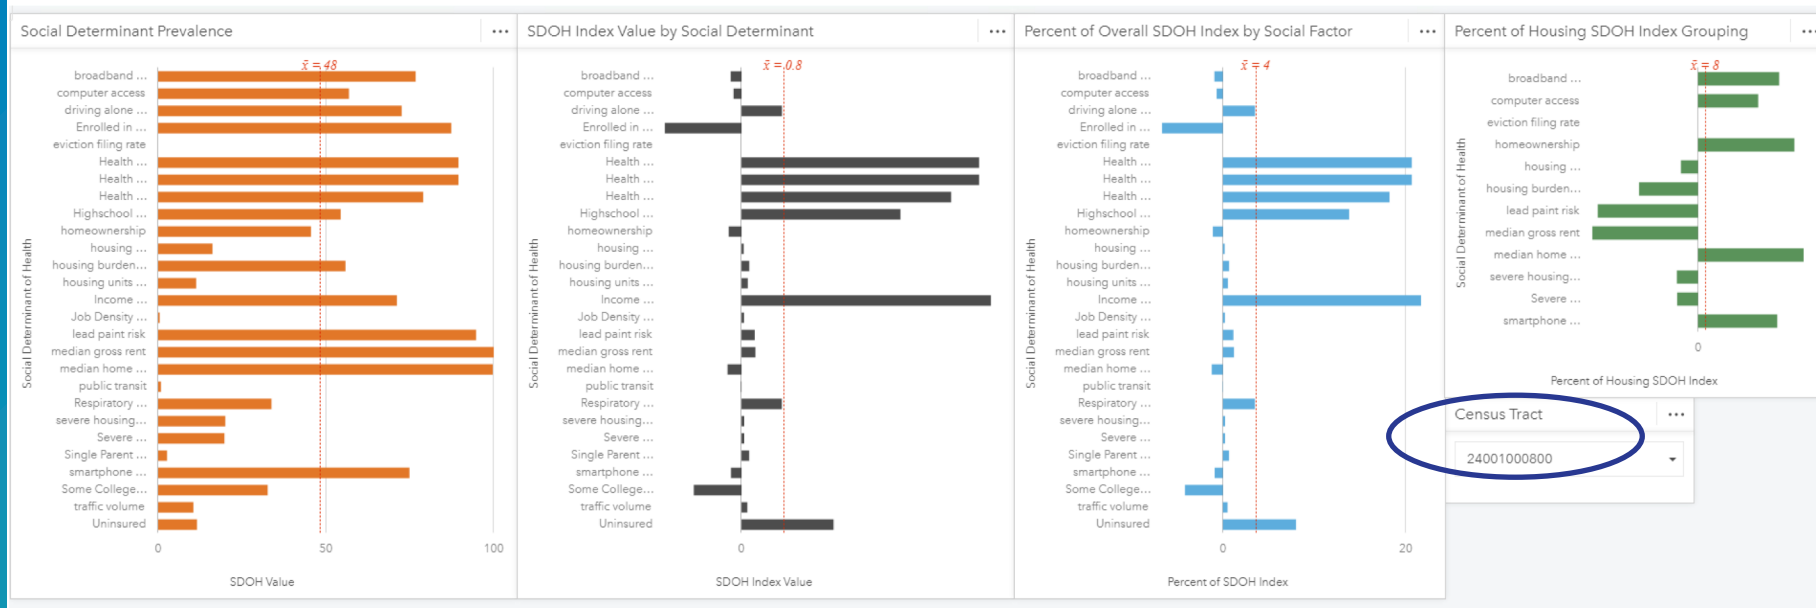 Social Determinant Prevalence
...
x̄ = 48
broadband ...
computer access
driving alone ...
Enrolled in ...
eviction filing rate
Health ...
Health ...
Health ...
Highschool ...
homeownership
housing ...
housing burden...
housing units ...
Income ...
Job Density ...
lead paint risk
median gross rent
median home ...
public transit
Respiratory ...
severe housing...
Severe ...
Single Parent ...
smartphone ...
Some College...
traffic volume
Uninsured
Social Determinant of Health
0 50 100
SDOH Value
SDOH Index Value by Social Determinant
...
x̄ = 0.8
broadband ...
computer access
driving alone ...
Enrolled in ...
eviction filing rate
Health ...
Health ...
Health ...
Highschool ...
homeownership
housing ...
housing burden...
housing units ...
Income ...
Job Density ...
lead paint risk
median gross rent
median home ...
public transit
Respiratory ...
severe housing...
Severe ...
Single Parent ...
smartphone ...
Some College...
traffic volume
Uninsured
Social Determinant of Health
0
SDOH Index Value
Percent of Overall SDOH Index by Social Factor
...
x̄ = 4
broadband ...
computer access
driving alone ...
Enrolled in ...
eviction filing rate
Health ...
Health ...
Health ...
Highschool ...
homeownership
housing ...
housing burden...
housing units ...
Income ...
Job Density ...
lead paint risk
median gross rent
median home ...
public transit
Respiratory ...
severe housing...
Severe ...
Single Parent ...
smartphone ...
Some College...
traffic volume
Uninsured
Social Determinant of Health
0 20
Percent of SDOH Index
Percent of Housing SDOH Index Grouping
...
x̄ = 8
broadband ...
computer access
eviction filing rate
homeownership
housing ...
housing burden...
lead paint risk
median gross rent
median home ...
severe housing...
Severe ...
smartphone ...
Social Determinant of Health
0
Percent of Housing SDOH Index
Census Tract
...
24001000800